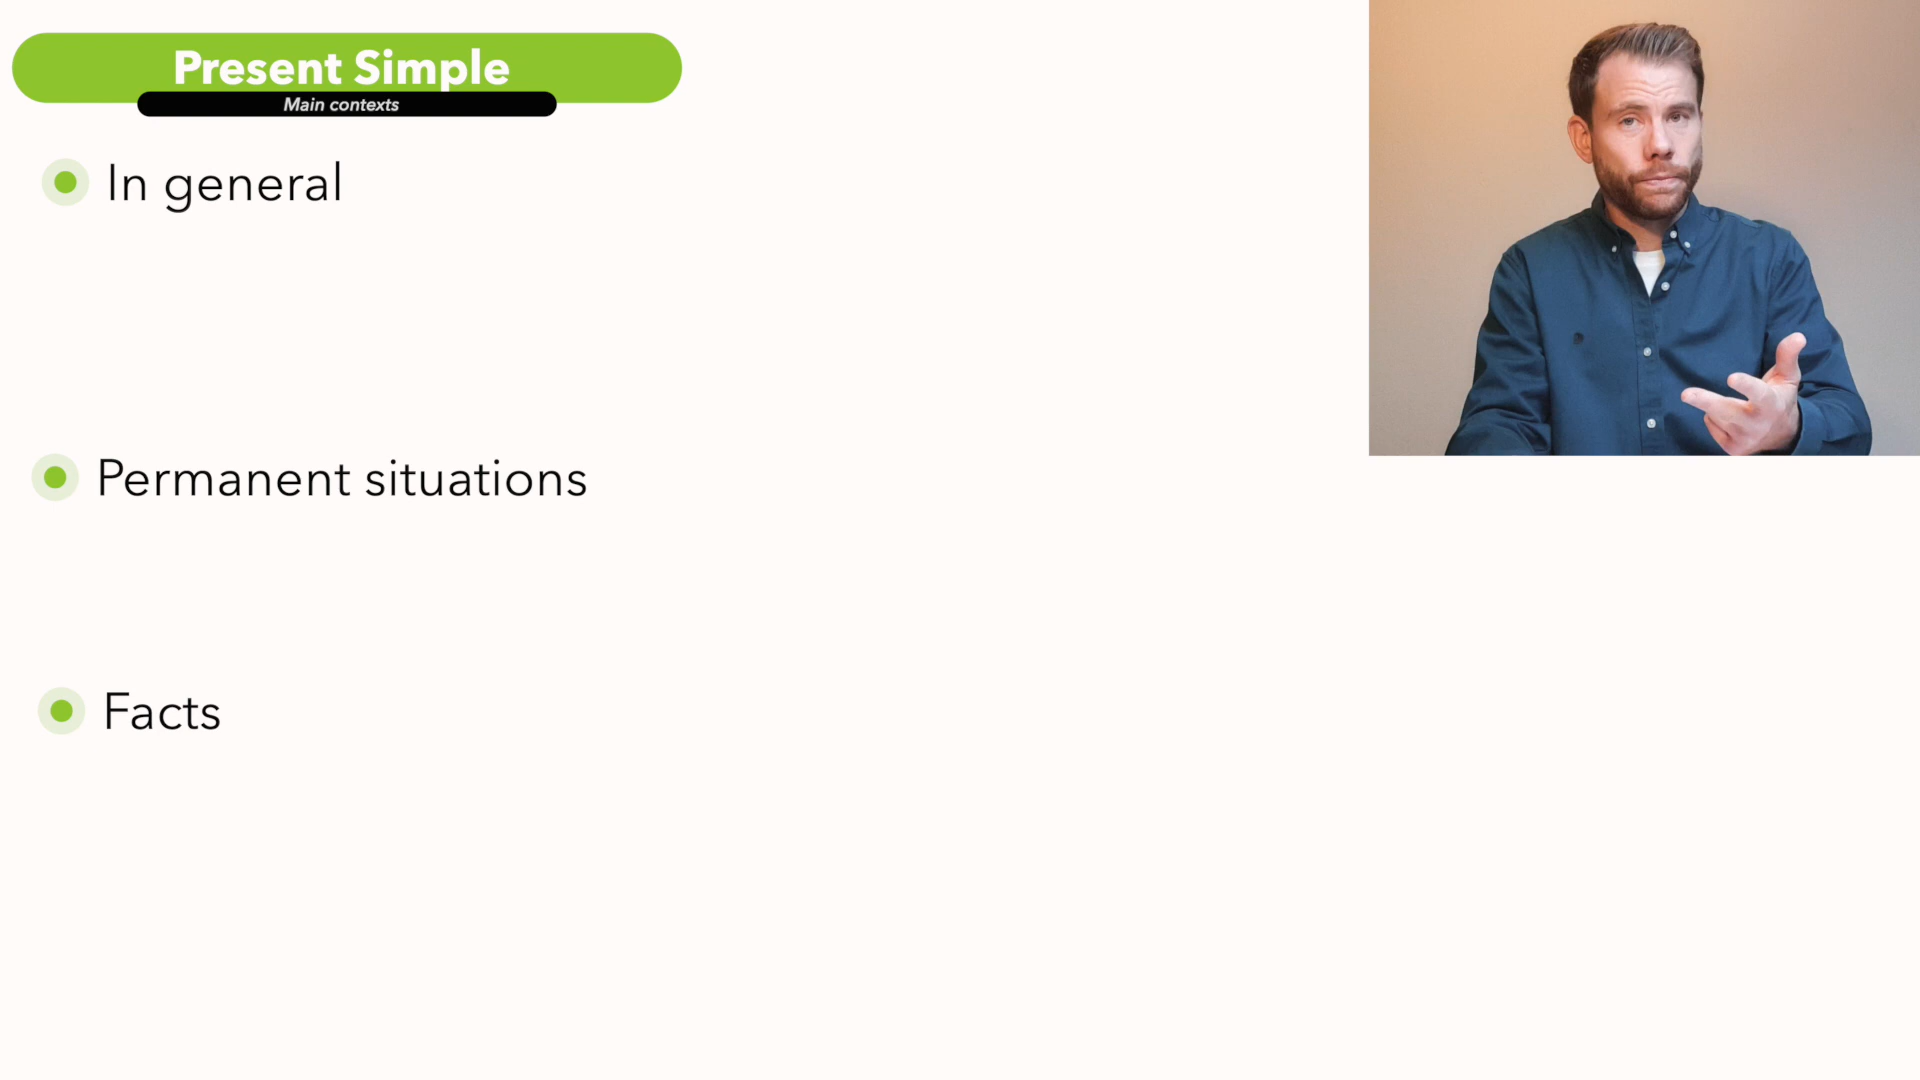 Present Simple
Main contexts
In general
Permanent situations
Facts